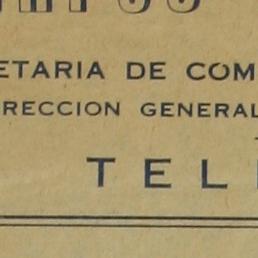 ETARIA DE COM
RECCION GENERAL
TEL